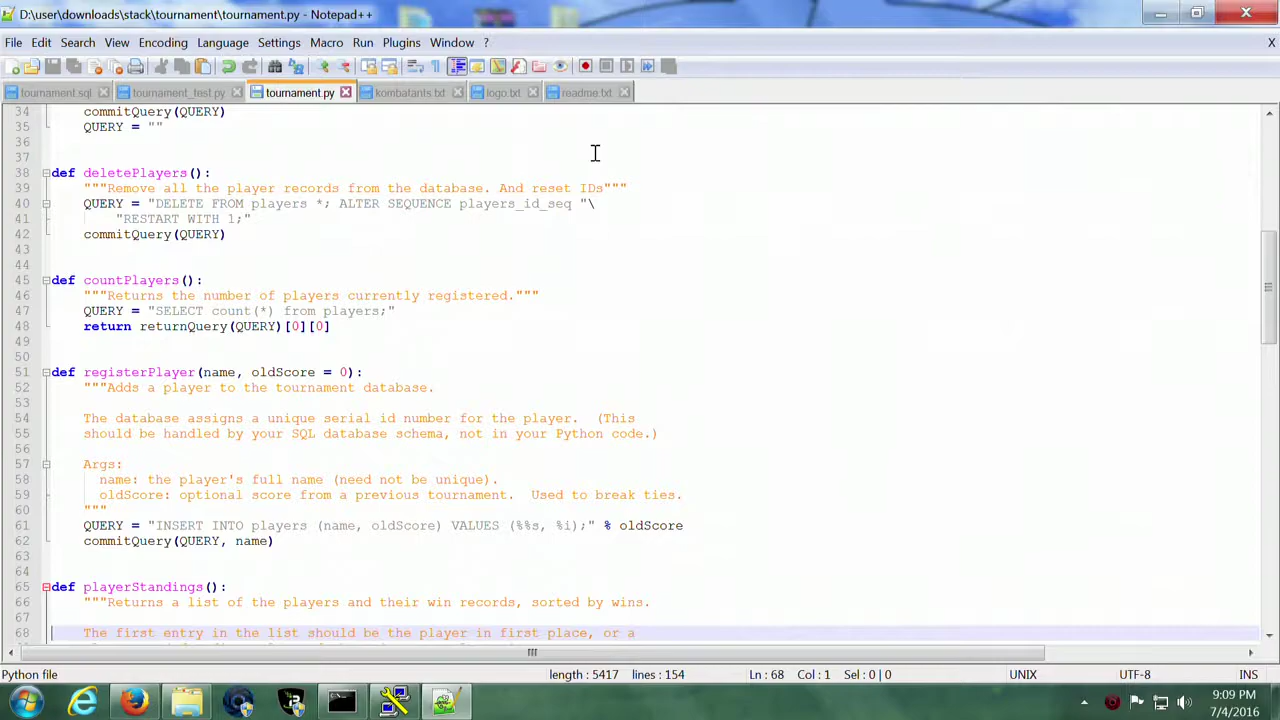 D:\user\downloads\stack\tournament\tournament.py - Notepad++
File Edit Search View Encoding Language Settings Macro Run Plugins Window ? X
tournament.sql tournament_test.py tournament.py kombatants.txt logo.txt readme.txt
34 commitQuery(QUERY)
35 QUERY = ""
36
37
38 def deletePlayers():
39 """Remove all the player records from the database. And reset IDs"""
40 QUERY = "DELETE FROM players *; ALTER SEQUENCE players_id_seq "\
41 "RESTART WITH 1;"
42 commitQuery(QUERY)
43
44
45 def countPlayers():
46 """Returns the number of players currently registered."""
47 QUERY = "SELECT count(*) from players;"
48 return returnQuery(QUERY)[0][0]
49
50
51 def registerPlayer(name, oldScore = 0):
52 """Adds a player to the tournament database.
53
54 The database assigns a unique serial id number for the player.  (This
55 should be handled by your SQL database schema, not in your Python code.)
56
57 Args:
58 name: the player's full name (need not be unique).
59 oldScore: optional score from a previous tournament.  Used to break ties.
60 """
61 QUERY = "INSERT INTO players (name, oldScore) VALUES (%%s, %i);" % oldScore
62 commitQuery(QUERY, name)
63
64
65 def playerStandings():
66 """Returns a list of the players and their win records, sorted by wins.
67
68 The first entry in the list should be the player in first place, or a
Python file length : 5417 lines : 154 Ln : 68 Col : 1 Sel : 0 | 0 UNIX UTF-8 INS
9:09 PM
7/4/2016